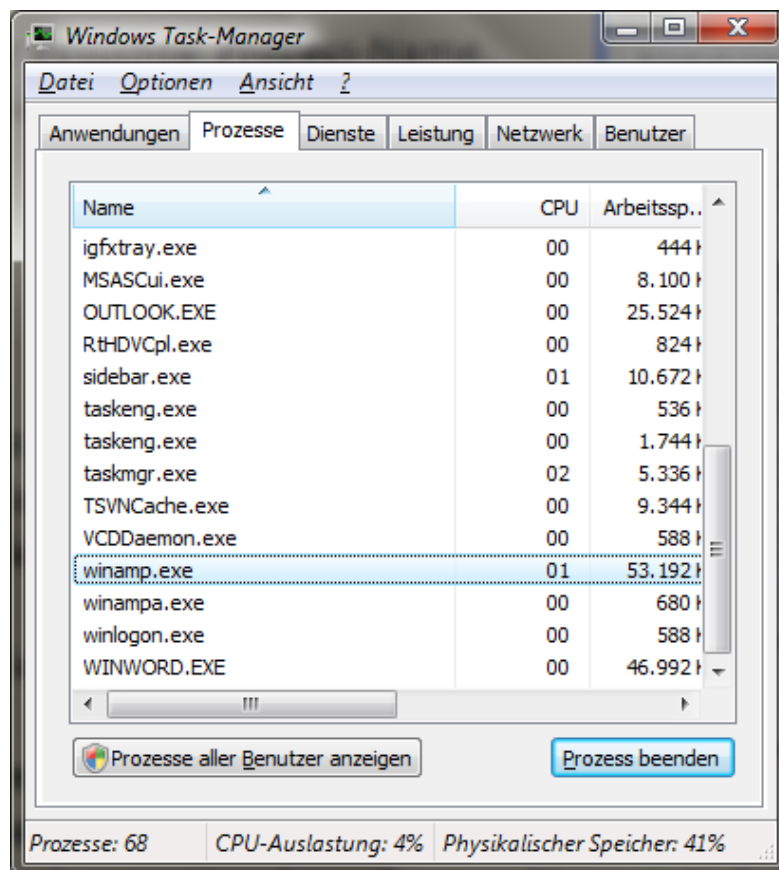 Windows Task-Manager
Datei Optionen Ansicht ?
Anwendungen Prozesse Dienste Leistung Netzwerk Benutzer
Name CPU Arbeitssp..
igfxtray.exe 00 444
MSASCui.exe 00 8.100
OUTLOOK.EXE 00 25.524
RtHDVCpl.exe 00 824
sidebar.exe 01 10.672
taskeng.exe 00 536
taskeng.exe 00 1.744
taskmgr.exe 02 5.336
TSVNCache.exe 00 9.344
VCDDaemon.exe 00 588
winamp.exe 01 53.192
winampa.exe 00 680
winlogon.exe 00 588
WINWORD.EXE 00 46.992
Prozesse aller Benutzer anzeigen Prozess beenden
Prozesse: 68 CPU-Auslastung: 4% Physikalischer Speicher: 41%